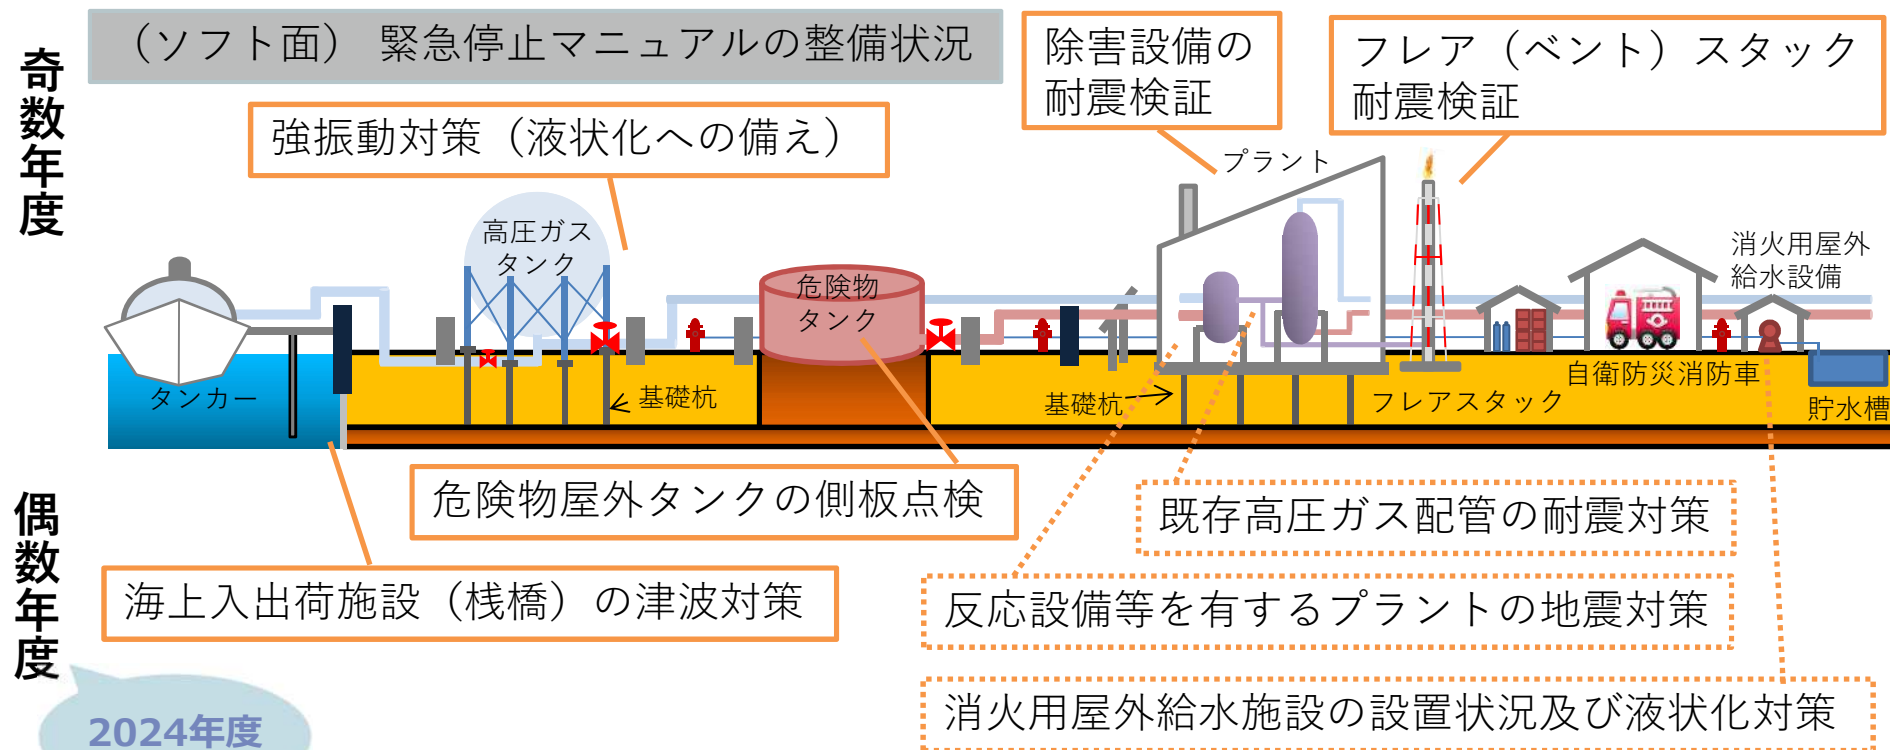 奇数年度
（ソフト面） 緊急停止マニュアルの整備状況
除害設備の
耐震検証
フレア（ベント）スタック
耐震検証
強振動対策（液状化への備え）
プラント
高圧ガス
タンク
危険物
タンク
消火用屋外
給水設備
タンカー
基礎杭
基礎杭
フレアスタック
自衛防災消防車
貯水槽
偶数年度
危険物屋外タンクの側板点検
既存高圧ガス配管の耐震対策
海上入出荷施設（桟橋）の津波対策
反応設備等を有するプラントの地震対策
消火用屋外給水施設の設置状況及び液状化対策
2024年度